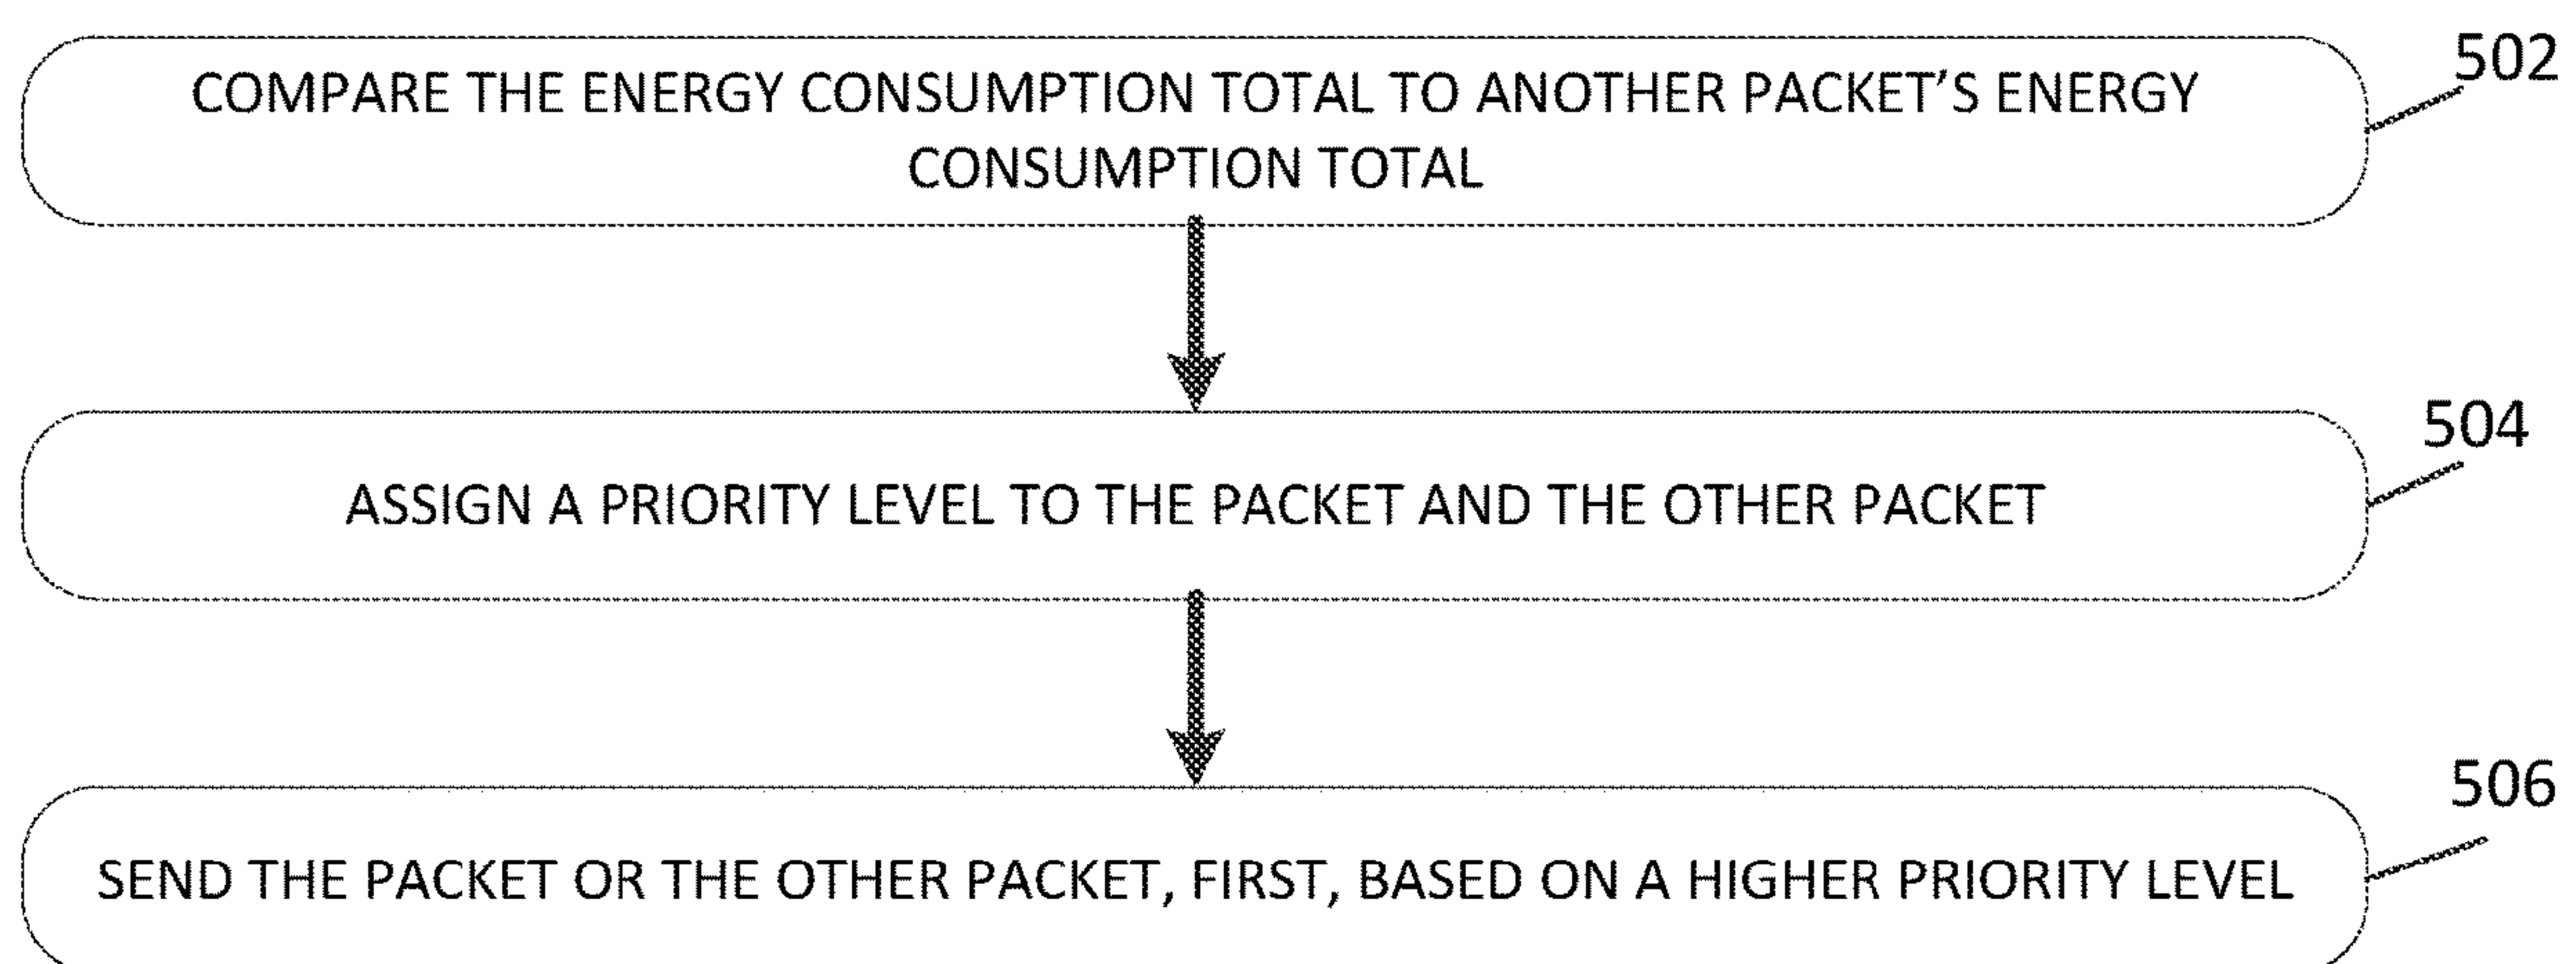 COMPARE THE ENERGY CONSUMPTION TOTAL TO ANOTHER PACKET’S ENERGY
CONSUMPTION TOTAL
502
ASSIGN A PRIORITY LEVEL TO THE PACKET AND THE OTHER PACKET
504
SEND THE PACKET OR THE OTHER PACKET, FIRST, BASED ON A HIGHER PRIORITY LEVEL
506